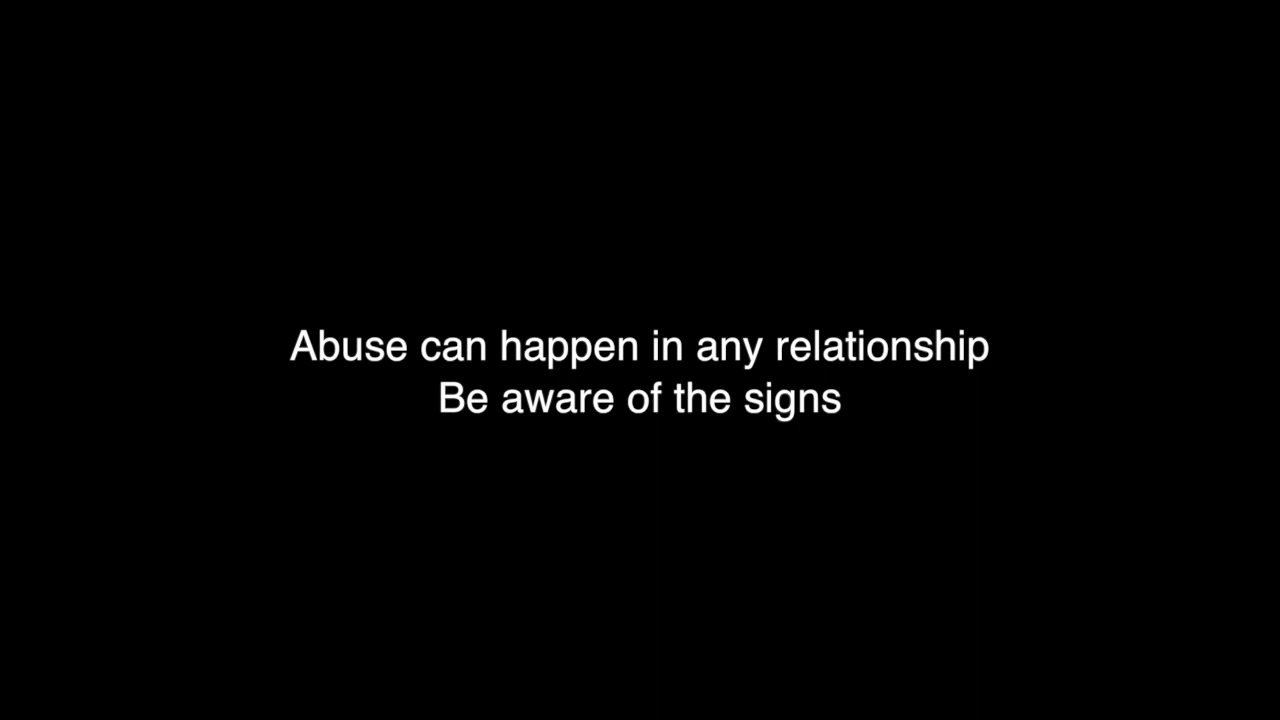 Abuse can happen in any relationship
Be aware of the signs